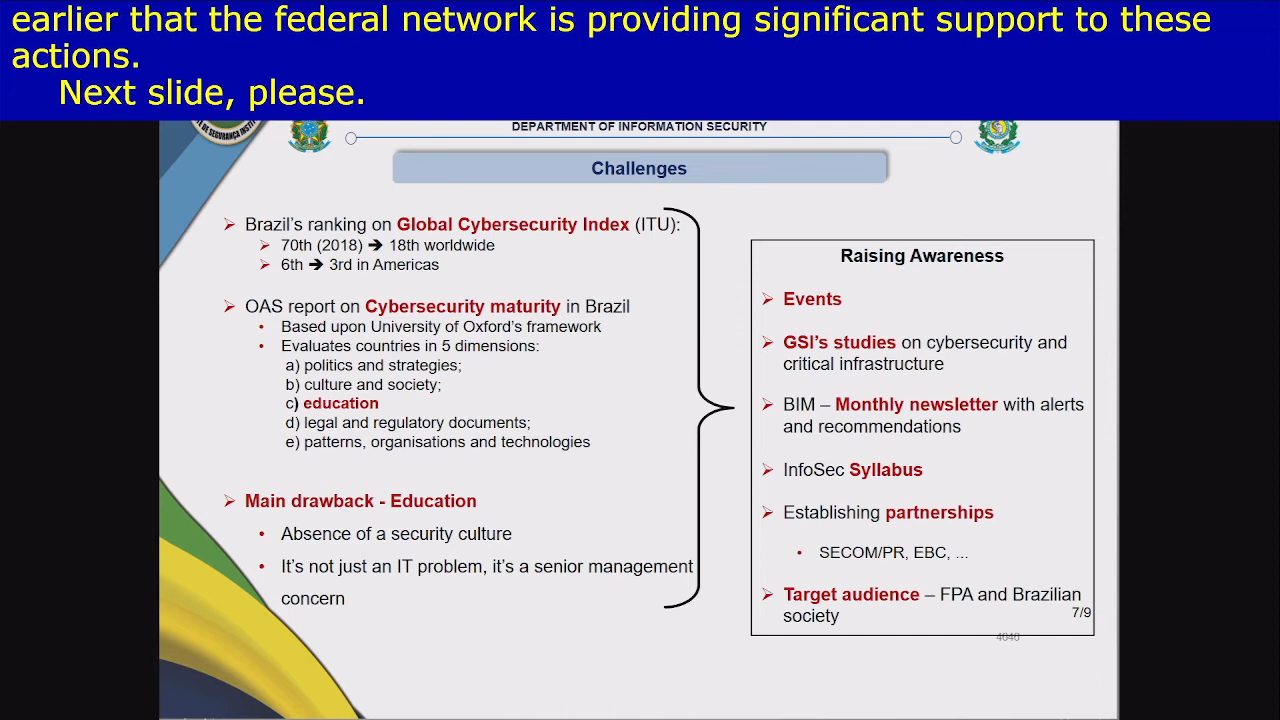 earlier that the federal network is providing significant support to these
actions.
Next slide, please.
DEPARTMENT OF INFORMATION SECURITY
Challenges
Brazil's ranking on Global Cybersecurity Index (ITU):
70th (2018) ➔ 18th worldwide
6th ➔ 3rd in Americas
OAS report on Cybersecurity maturity in Brazil
Based upon University of Oxford's framework
Evaluates countries in 5 dimensions:
a) politics and strategies;
b) culture and society;
c) education
d) legal and regulatory documents;
e) patterns, organisations and technologies
Main drawback - Education
Absence of a security culture
It's not just an IT problem, it's a senior management
concern
Raising Awareness
Events
GSI's studies on cybersecurity and
critical infrastructure
BIM – Monthly newsletter with alerts
and recommendations
InfoSec Syllabus
Establishing partnerships
SECOM/PR, EBC, ...
Target audience – FPA and Brazilian
society
7/9